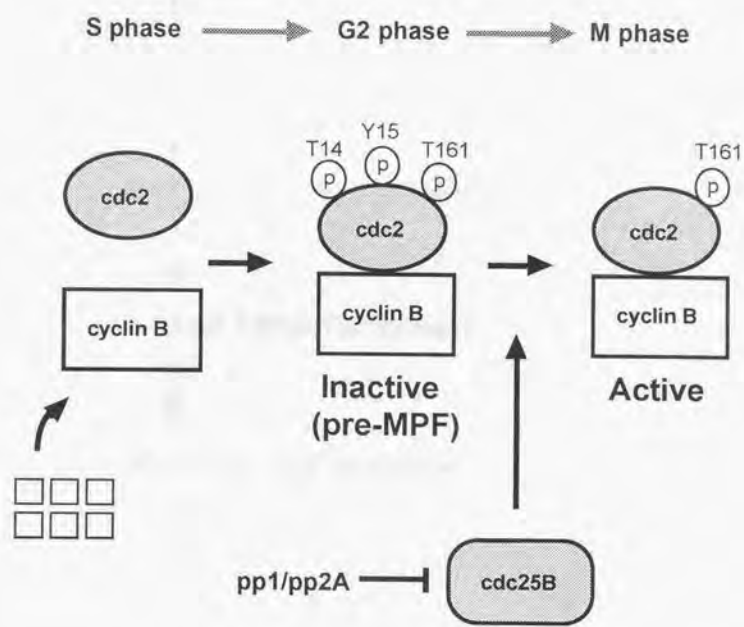 S phase G2 phase M phase
Y15
T14 T161 T161
p p p p
cdc2 cdc2 cdc2
cyclin B cyclin B cyclin B
Inactive Active
(pre-MPF)
pp1/pp2A cdc25B